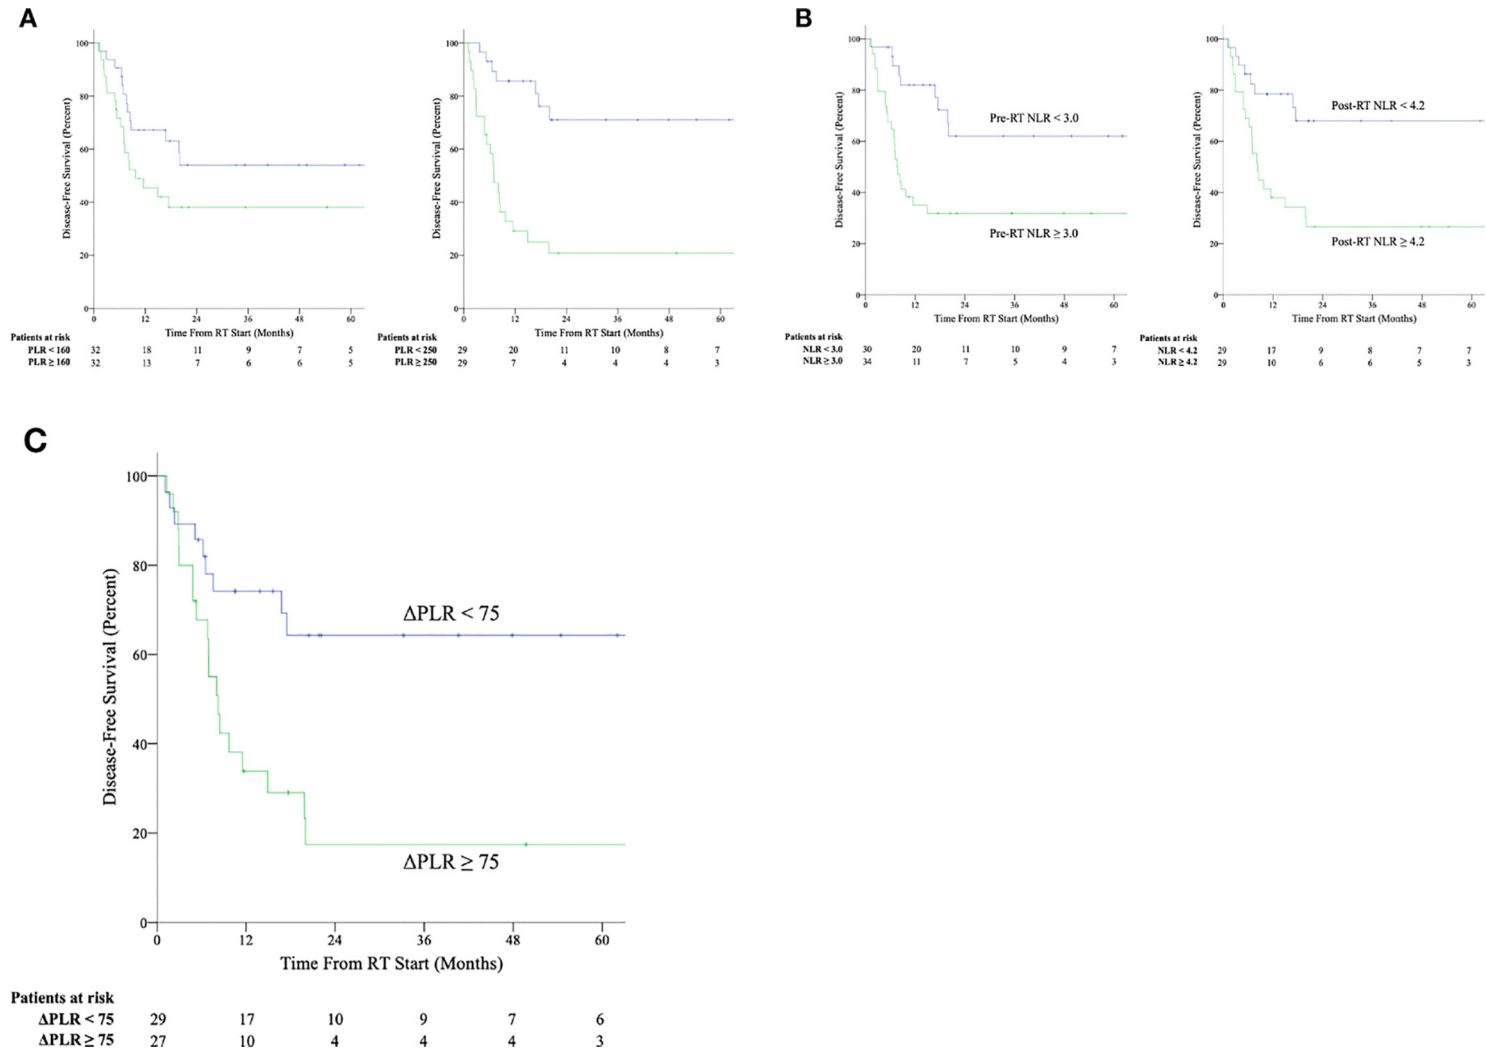 A
Disease-Free Survival (Percent)
100
80
60
40
20
0
0 12 24 36 48 60
Time From RT Start (Months)
Patients at risk
PLR < 160 32 18 11 9 7 5
PLR ≥ 160 32 13 7 6 6 5
Disease-Free Survival (Percent)
100
80
60
40
20
0
0 12 24 36 48 60
Time From RT Start (Months)
Patients at risk
PLR < 250 29 20 11 10 8 7
PLR ≥ 250 29 7 4 4 4 3
B
Disease-Free Survival (Percent)
100
80
60
40
20
0
Pre-RT NLR < 3.0
Pre-RT NLR ≥ 3.0
0 12 24 36 48 60
Time From RT Start (Months)
Patients at risk
NLR < 3.0 30 20 11 10 9 7
NLR ≥ 3.0 34 11 7 5 4 3
Disease-Free Survival (Percent)
100
80
60
40
20
0
Post-RT NLR < 4.2
Post-RT NLR ≥ 4.2
0 12 24 36 48 60
Time From RT Start (Months)
Patients at risk
NLR < 4.2 29 17 9 8 7 7
NLR ≥ 4.2 29 10 6 6 5 3
C
Disease-Free Survival (Percent)
100
80
60
40
20
0
ΔPLR < 75
ΔPLR ≥ 75
0 12 24 36 48 60
Time From RT Start (Months)
Patients at risk
ΔPLR < 75 29 17 10 9 7 6
ΔPLR ≥ 75 27 10 4 4 4 3